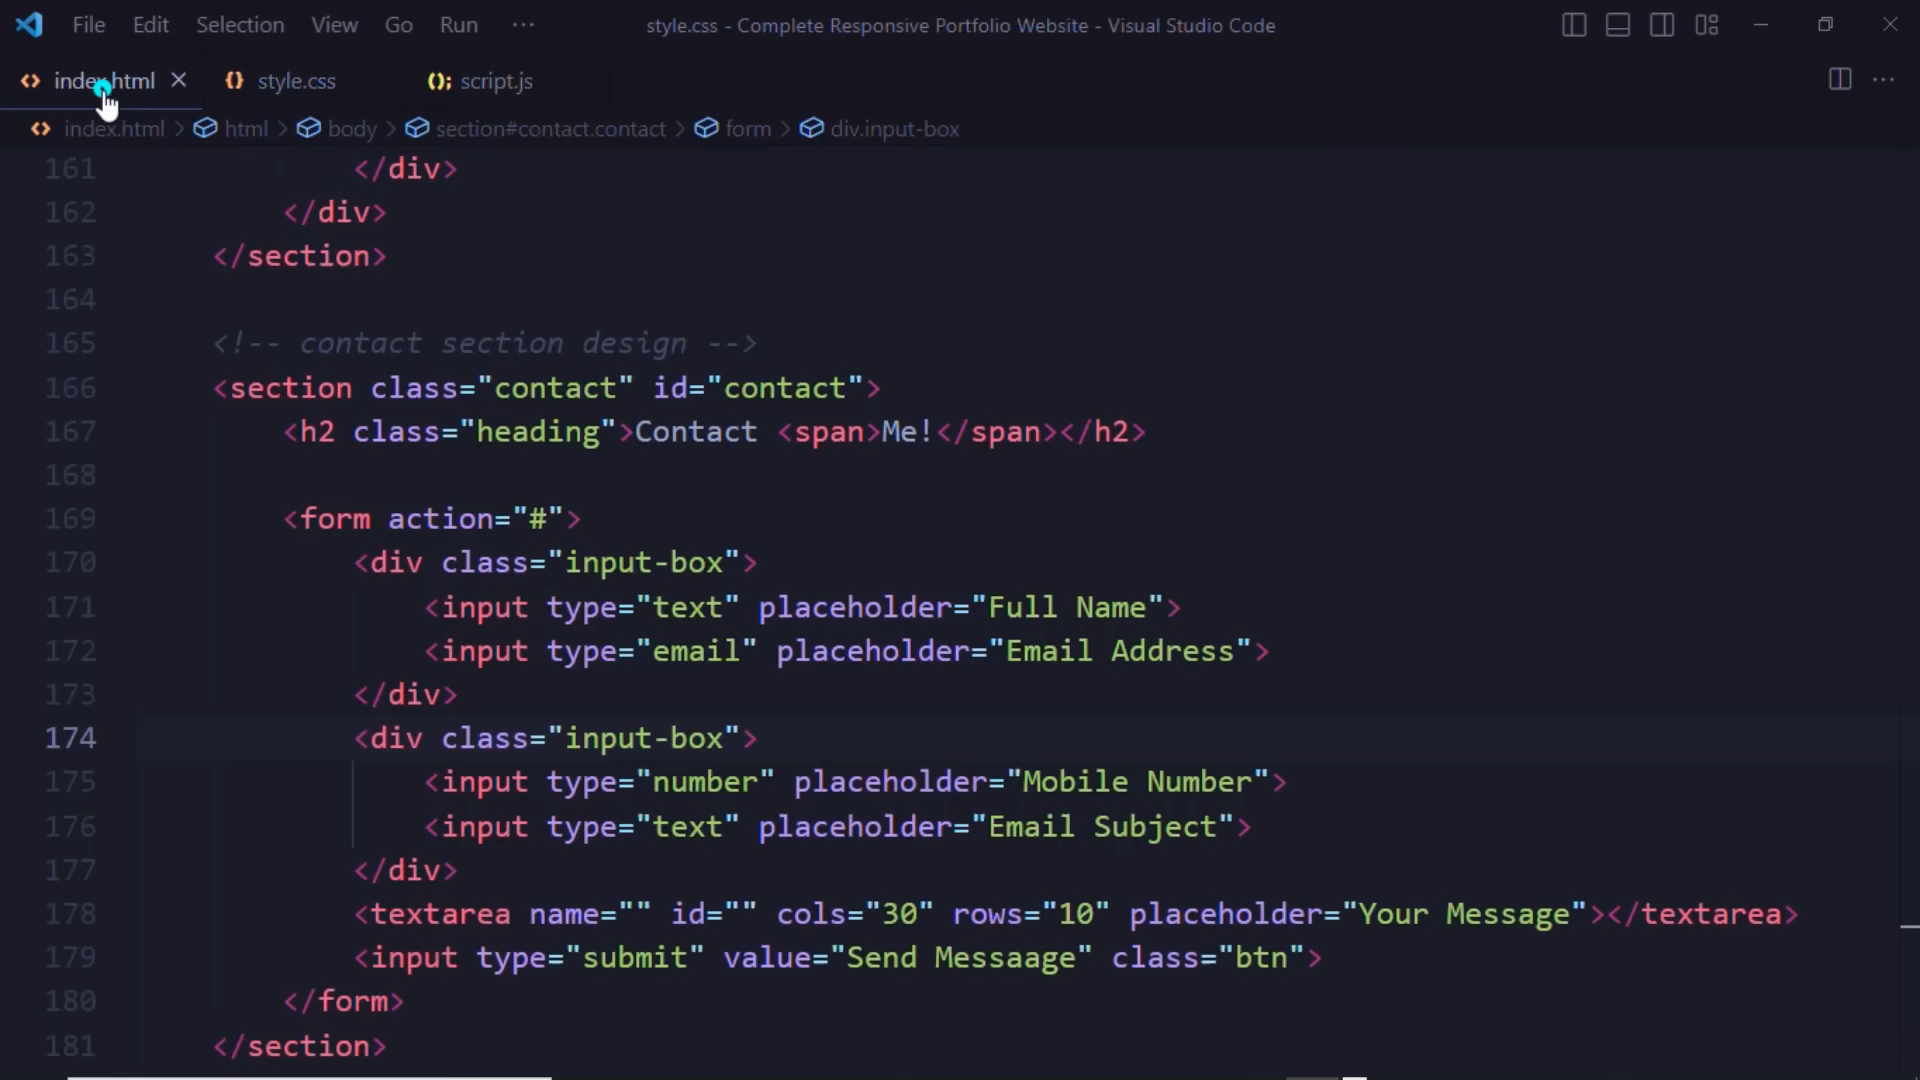 File Edit Selection View Go Run ··· style.css - Complete Responsive Portfolio Website - Visual Studio Code
index.html style.css script.js
index.html > html > body > section#contact.contact > form > div.input-box
161 </div>
162 </div>
163 </section>
164
165 <!-- contact section design -->
166 <section class="contact" id="contact">
167 <h2 class="heading">Contact <span>Me!</span></h2>
168
169 <form action="#">
170 <div class="input-box">
171 <input type="text" placeholder="Full Name">
172 <input type="email" placeholder="Email Address">
173 </div>
174 <div class="input-box">
175 <input type="number" placeholder="Mobile Number">
176 <input type="text" placeholder="Email Subject">
177 </div>
178 <textarea name="" id="" cols="30" rows="10" placeholder="Your Message"></textarea>
179 <input type="submit" value="Send Messaage" class="btn">
180 </form>
181 </section>